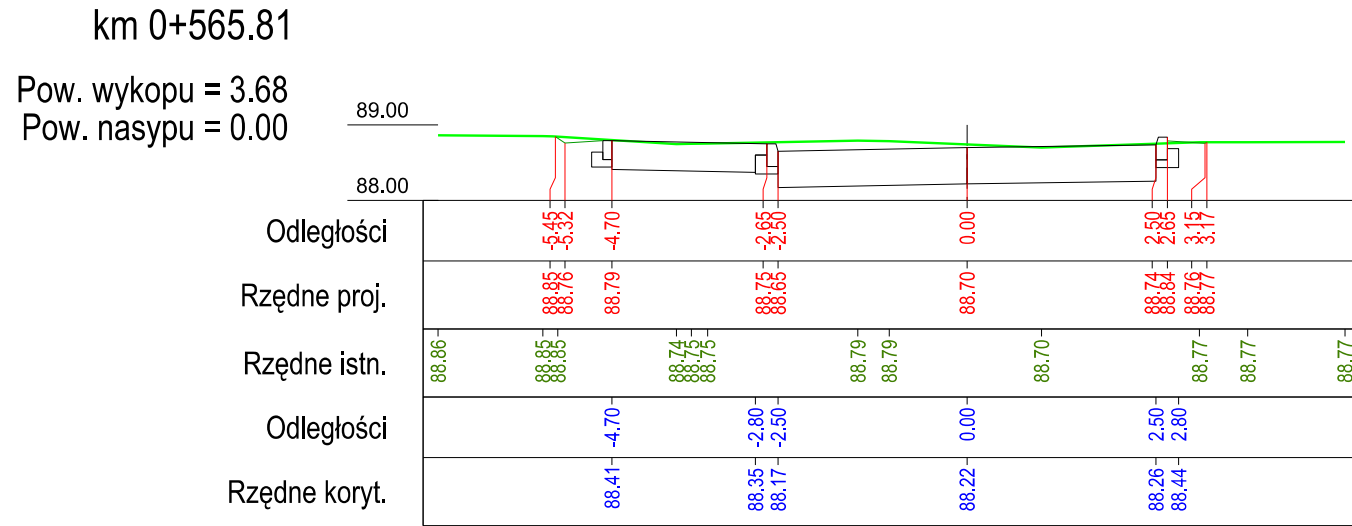 km 0+565.81
Pow. wykopu = 3.68
Pow. nasypu = 0.00
89.00
88.00
Odległości -5.45 -5.32 -4.70 -2.65 -2.50 0.00 2.50 2.65 3.15 3.17
Rzędne proj. 88.85 88.76 88.79 88.75 88.65 88.70 88.74 88.84 88.76 88.77
Rzędne istn. 88.86 88.85 88.85 88.74 88.75 88.75 88.79 88.79 88.70 88.77 88.77 88.77
Odległości -4.70 -2.80 -2.50 0.00 2.50 2.80
Rzędne koryt. 88.41 88.35 88.17 88.22 88.26 88.44